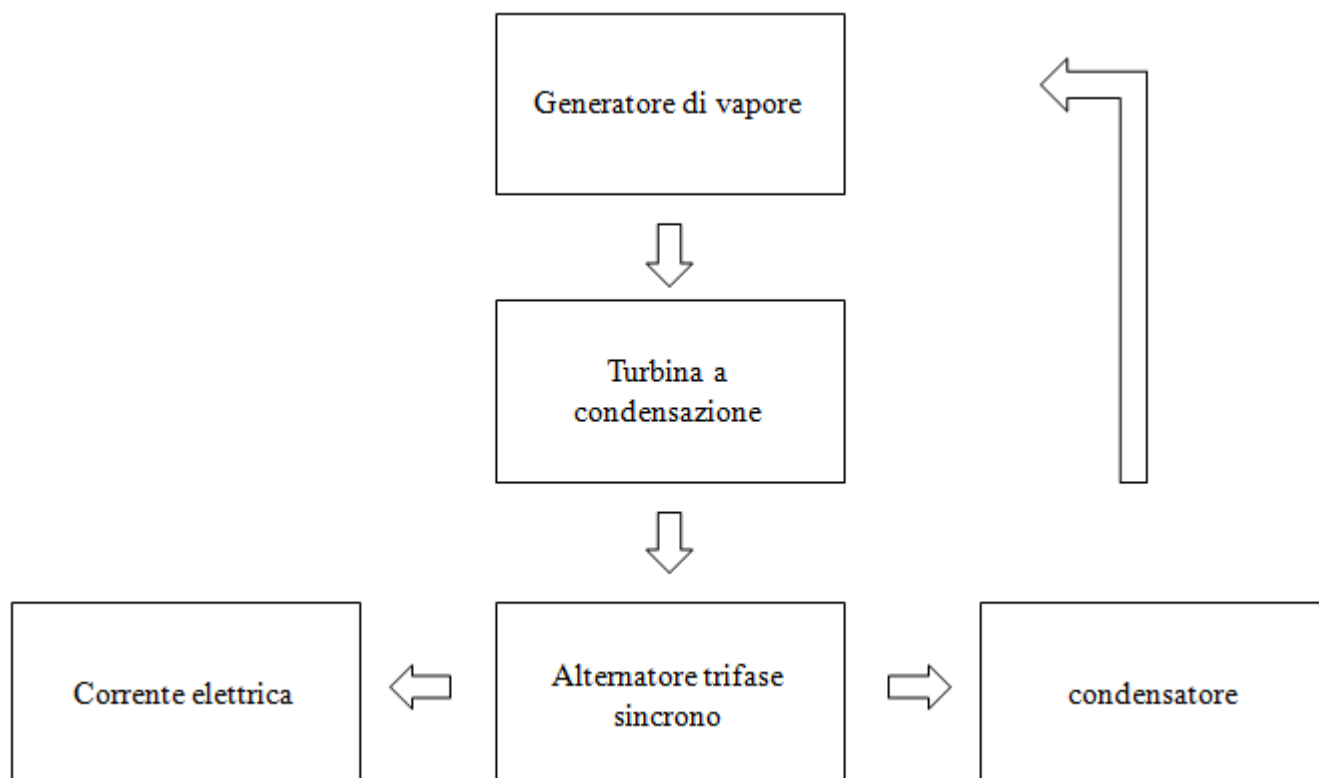 Generatore di vapore
Turbina a
condensazione
Corrente elettrica
Alternatore trifase
sincrono
condensatore